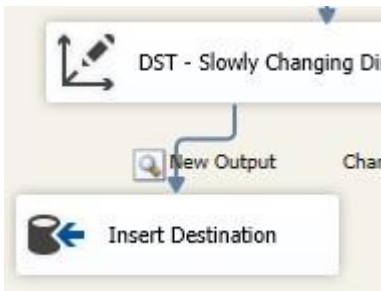 DST - Slowly Changing Di
New Output
Char
Insert Destination